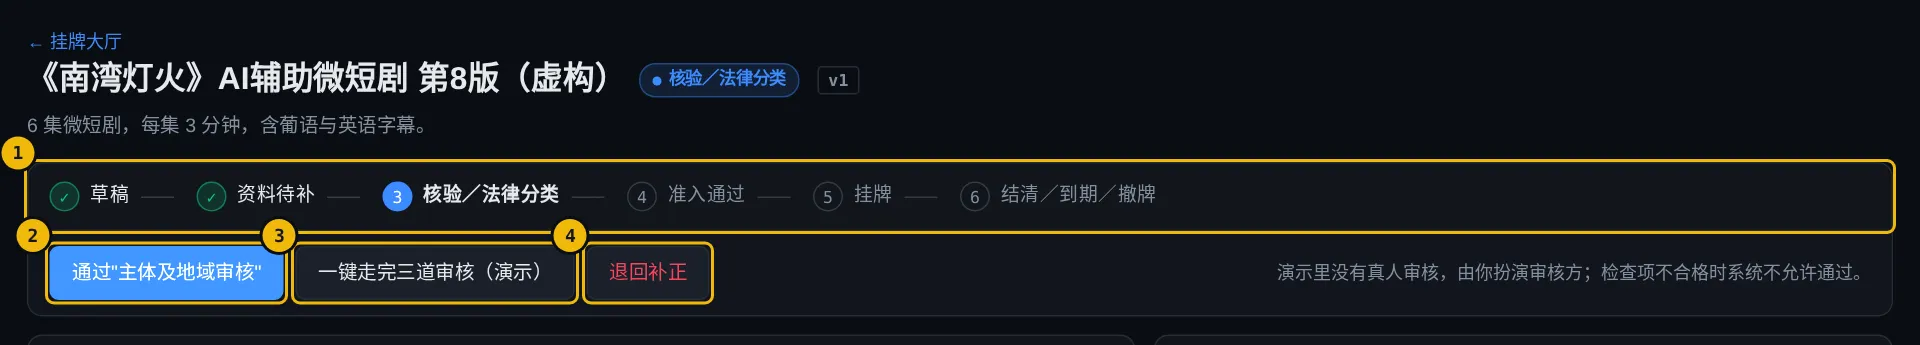 ← 挂牌大厅
《南湾灯火》AI辅助微短剧 第8版（虚构） 核验／法律分类 v1
6 集微短剧，每集 3 分钟，含葡语与英语字幕。
1
✓ 草稿 ✓ 资料待补 3 核验／法律分类 4 准入通过 5 挂牌 6 结清／到期／撤牌
2 3 4
通过"主体及地域审核" 一键走完三道审核（演示） 退回补正 演示里没有真人审核，由你扮演审核方；检查项不合格时系统不允许通过。